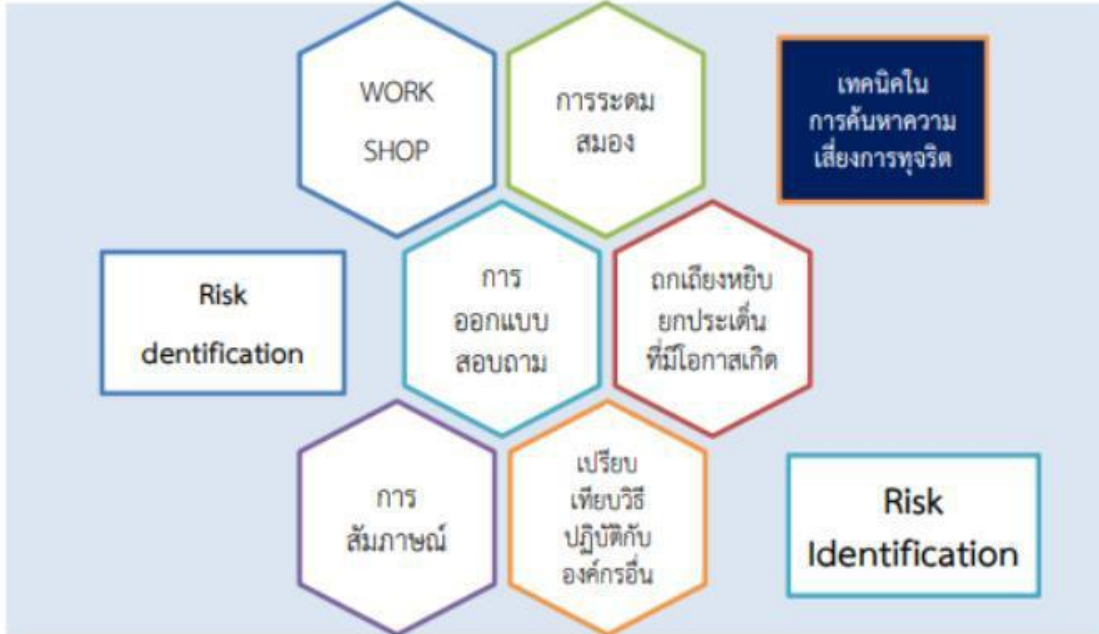 WORK
SHOP
การระดม
สมอง
เทคนิคใน
การค้นหาความ
เสี่ยงการทุจริต
Risk
dentification
การ
ออกแบบ
สอบถาม
ถกเถียงหยิบ
ยกประเด็น
ที่มีโอกาสเกิด
การ
สัมภาษณ์
เปรียบ
เทียบวิธี
ปฏิบัติกับ
องค์กรอื่น
Risk
Identification